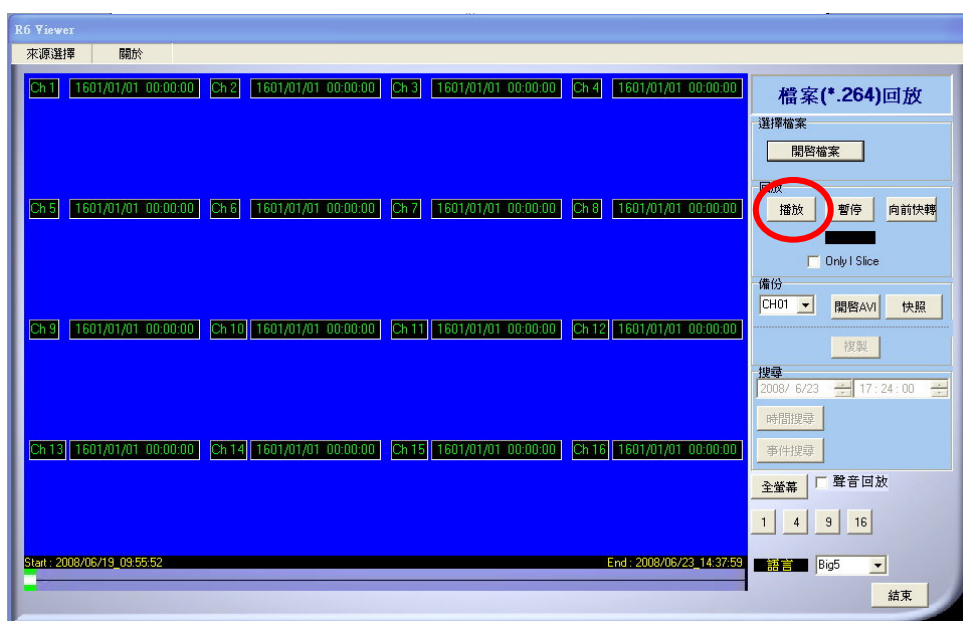 R6 Viewer
來源選擇 關於
Ch 1 1601/01/01 00:00:00 Ch 2 1601/01/01 00:00:00 Ch 3 1601/01/01 00:00:00 Ch 4 1601/01/01 00:00:00
Ch 5 1601/01/01 00:00:00 Ch 6 1601/01/01 00:00:00 Ch 7 1601/01/01 00:00:00 Ch 8 1601/01/01 00:00:00
Ch 9 1601/01/01 00:00:00 Ch 10 1601/01/01 00:00:00 Ch 11 1601/01/01 00:00:00 Ch 12 1601/01/01 00:00:00
Ch 13 1601/01/01 00:00:00 Ch 14 1601/01/01 00:00:00 Ch 15 1601/01/01 00:00:00 Ch 16 1601/01/01 00:00:00
Start : 2008/06/19_09:55:52 End : 2008/06/23_14:37:59
檔案(*.264)回放
選擇檔案
開啓檔案
回放
播放 暫停 向前快轉
Only I Slice
備份
CH01 開啓AVI 快照
複製
搜尋
2008/ 6/23 17 : 24 : 00
時間搜尋
事件搜尋
全螢幕 聲音回放
1 4 9 16
語言 Big5
結束